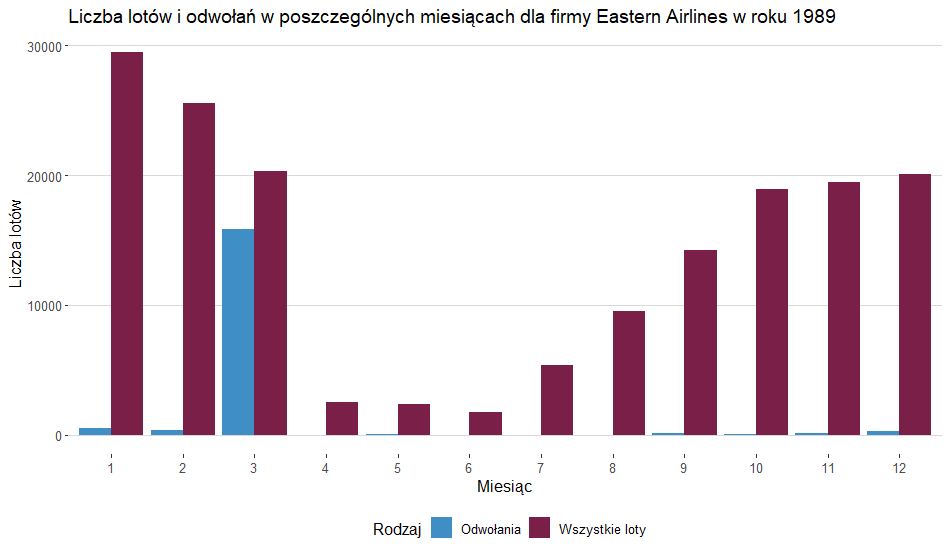 Liczba lotów i odwołań w poszczególnych miesiącach dla firmy Eastern Airlines w roku 1989
30000
20000
10000
0
Liczba lotów
1 2 3 4 5 6 7 8 9 10 11 12
Miesiąc
Rodzaj Odwołania Wszystkie loty